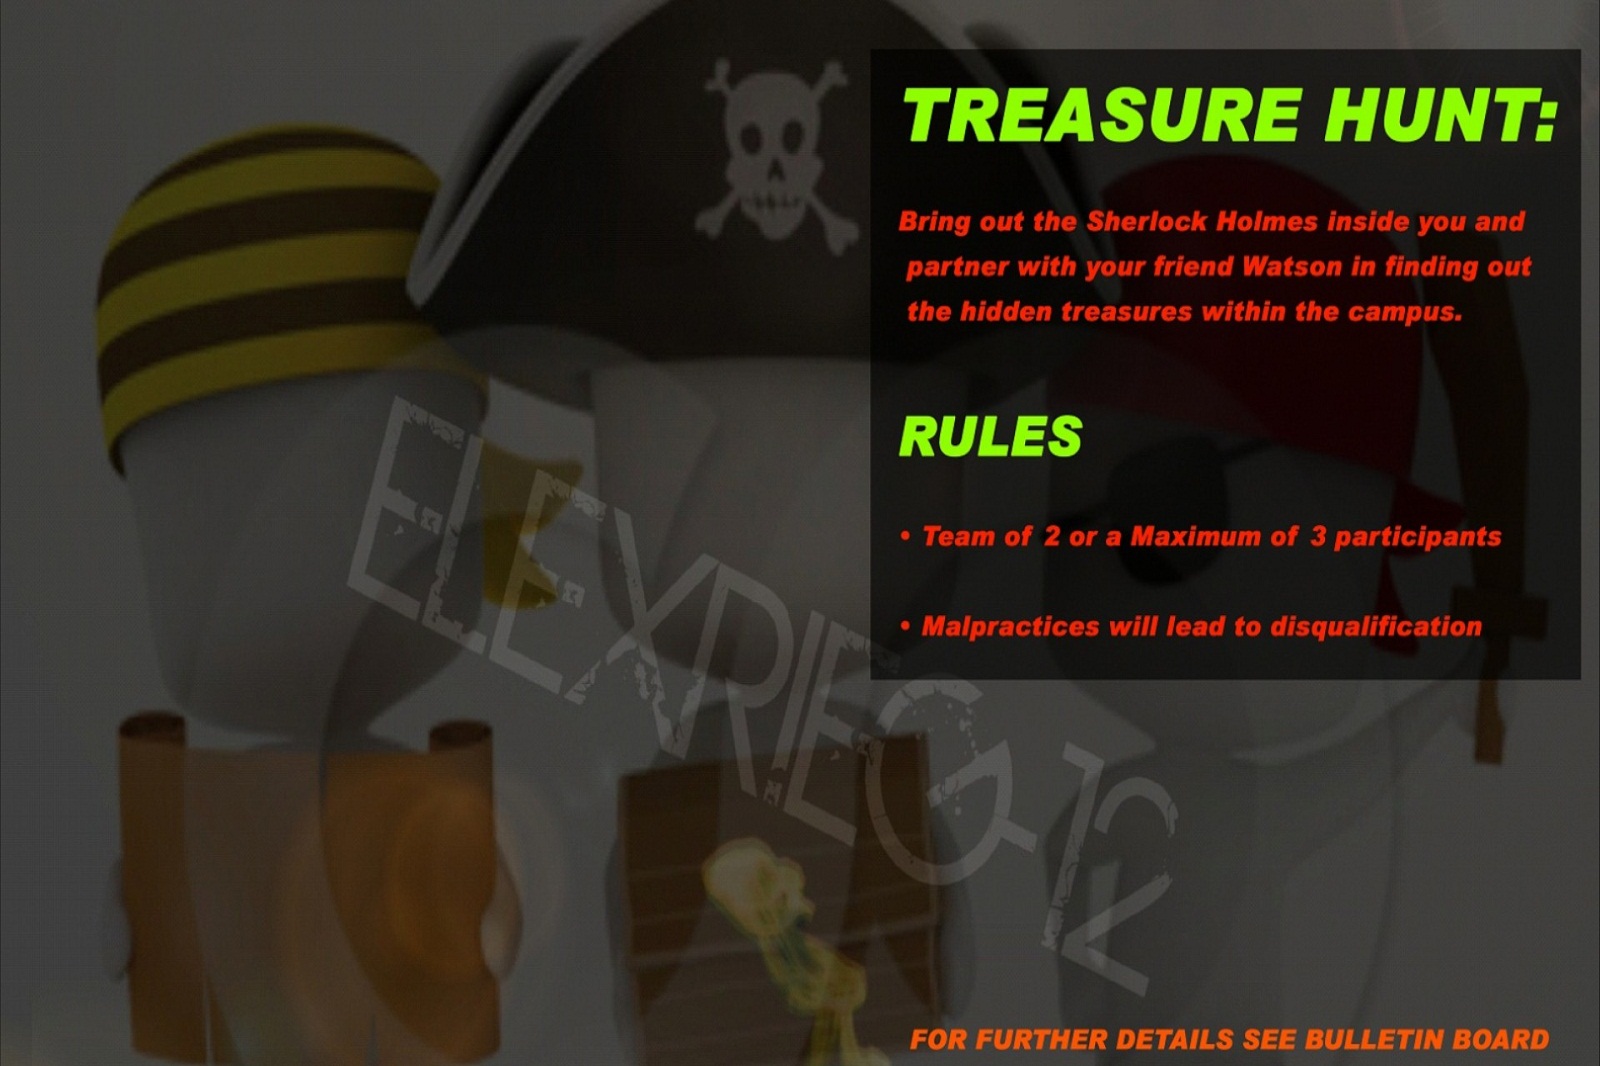 TREASURE HUNT:
Bring out the Sherlock Holmes inside you and
partner with your friend Watson in finding out
the hidden treasures within the campus.
RULES
• Team of 2 or a Maximum of 3 participants
• Malpractices will lead to disqualification
ELEXRIEG 12
FOR FURTHER DETAILS SEE BULLETIN BOARD